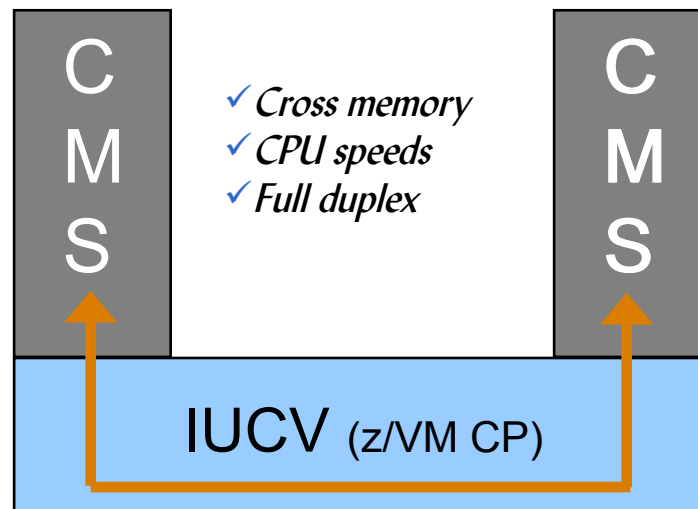 C
M
S
✓ Cross memory
✓ CPU speeds
✓ Full duplex
C
M
S
IUCV (z/VM CP)